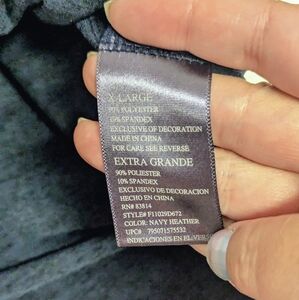 X-LARGE
90% POLYESTER
10% SPANDEX
EXCLUSIVE OF DECORATION
MADE IN CHINA
FOR CARE SEE REVERSE
EXTRA GRANDE
90% POLIESTER
10% SPANDEX
EXCLUSIVO DE DECORACION
HECHO EN CHINA
RN# 83814
STYLE# F11029D672
COLOR: NAVY HEATHER
UPC# 795071575532
INDICACIONES EN EL